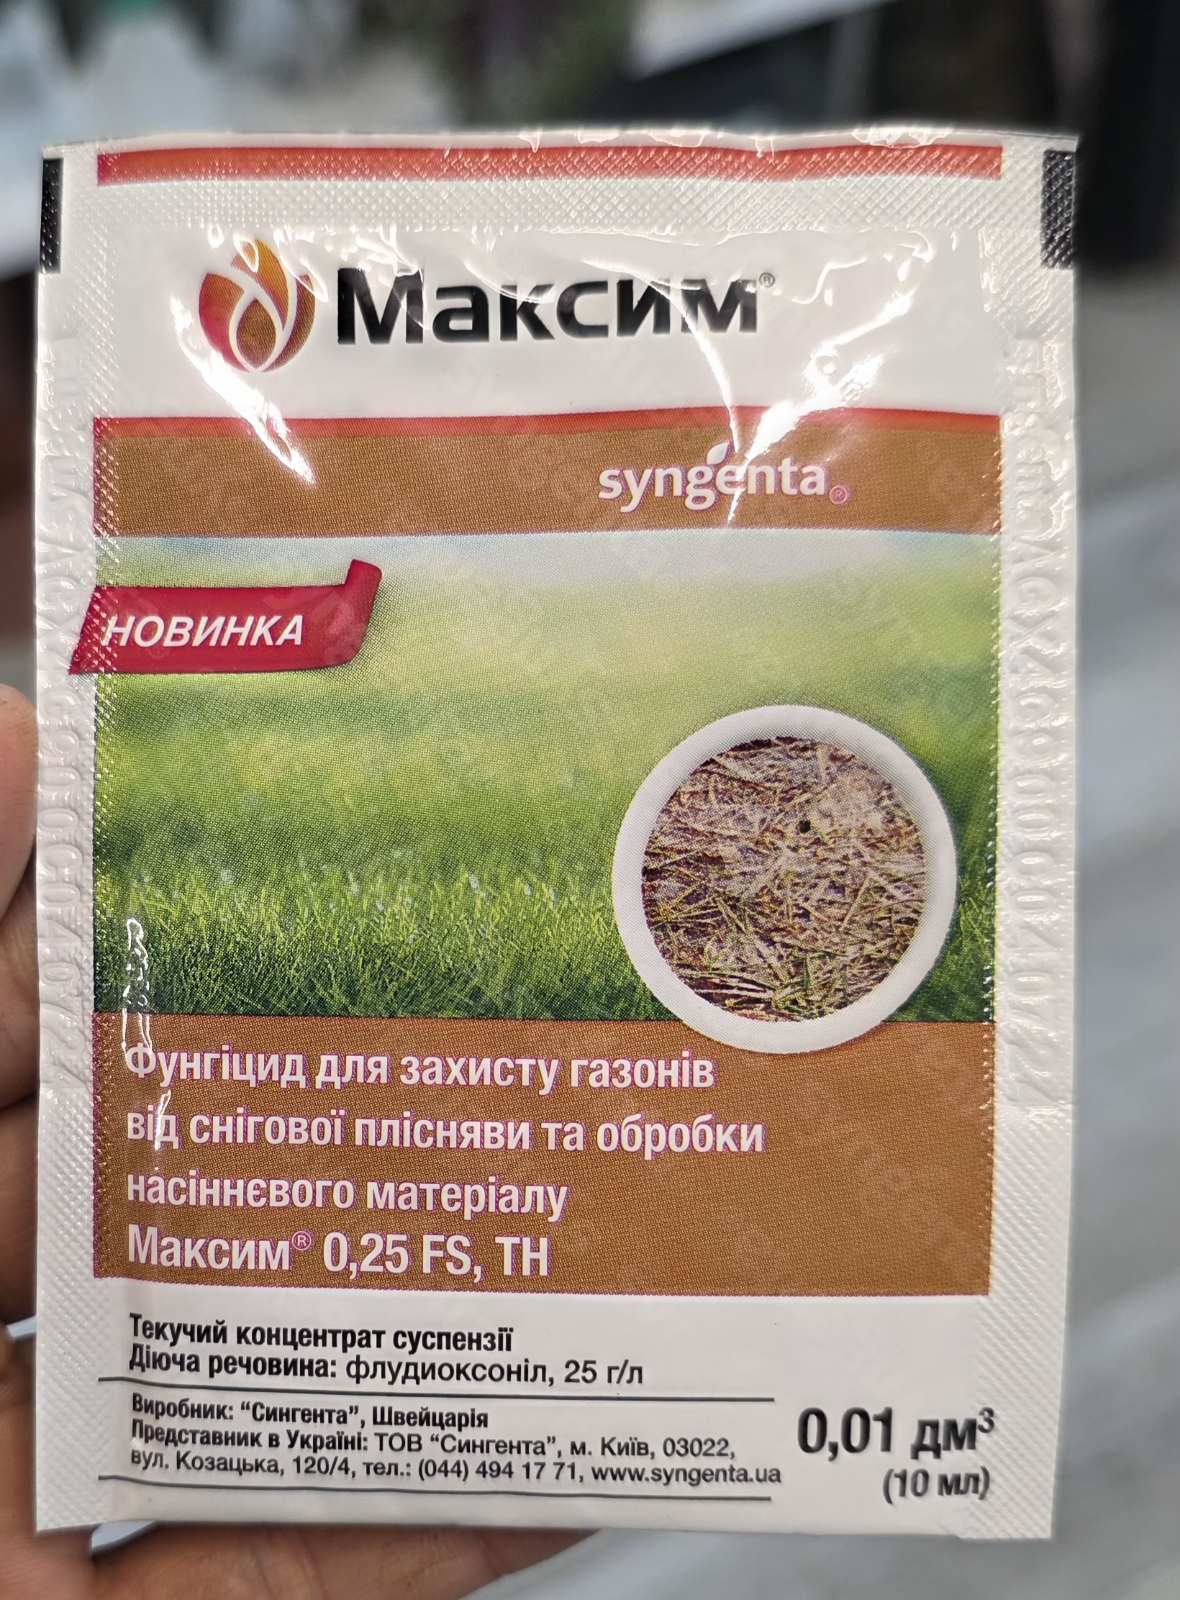 Максим®
syngenta®
НОВИНКА
Фунгіцид для захисту газонів
від снігової плісняви та обробки
насіннєвого матеріалу
Максим® 0,25 FS, ТН
Текучий концентрат суспензії
Діюча речовина: флудиоксоніл, 25 г/л
Виробник: “Сингента”, Швейцарія
Представник в Україні: ТОВ “Сингента”, м. Київ, 03022,
вул. Козацька, 120/4, тел.: (044) 494 17 71, www.syngenta.ua
0,01 дм³
(10 мл)